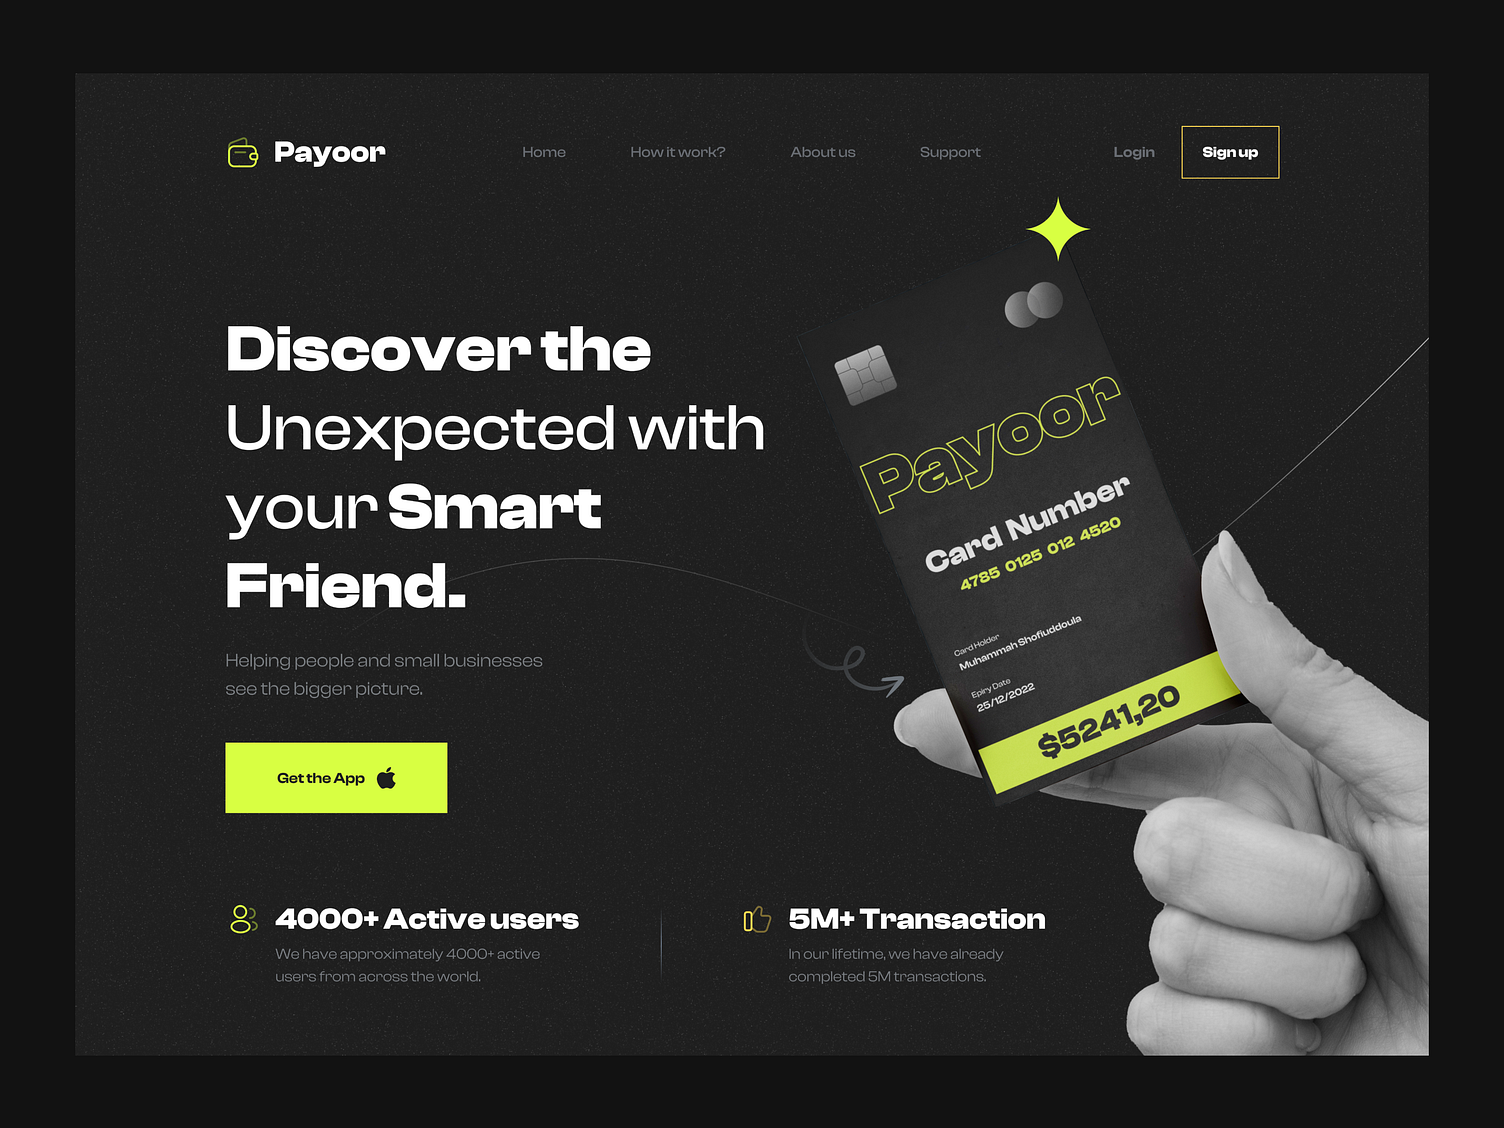 Payoor
Home
How it work?
About us
Support
Login
Sign up
Discover the
Unexpected with
your Smart
Friend.
Helping people and small businesses
see the bigger picture.
Get the App
Payoor
Card Number
4785 0125 012 4520
Card Holder
Muhammah Shofiuddoula
Epiry Date
25/12/2022
$5241,20
4000+ Active users
We have approximately 4000+ active
users from across the world.
5M+ Transaction
In our lifetime, we have already
completed 5M transactions.